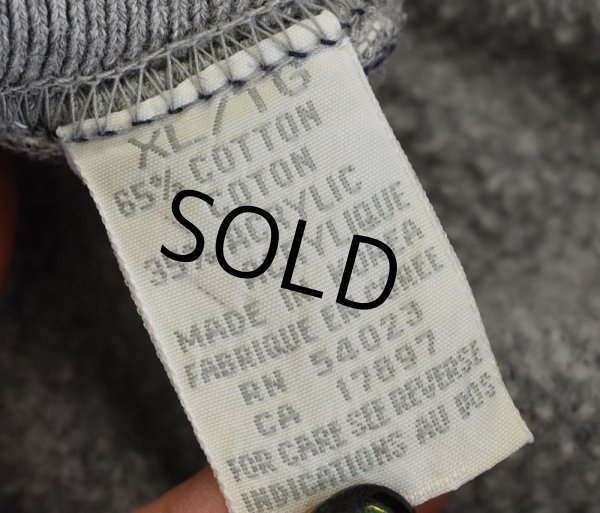 XL/TG
65% COTTON
COTON
35% ACRYLIC
ACRYLIQUE
MADE IN KOREA
FABRIQUE EN COREE
RN 54023
CA 17897
FOR CARE SEE REVERSE
INDICATIONS AU DOS
SOLD